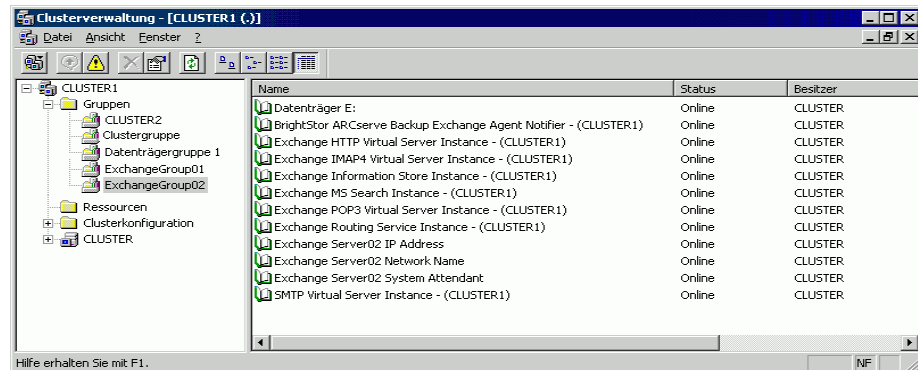 Clusterverwaltung - [CLUSTER1 (.)]
Datei Ansicht Fenster ?
CLUSTER1
Gruppen
CLUSTER2
Clustergruppe
Datenträgergruppe 1
ExchangeGroup01
ExchangeGroup02
Ressourcen
Clusterkonfiguration
CLUSTER
Name Status Besitzer
Datenträger E: Online CLUSTER
BrightStor ARCserve Backup Exchange Agent Notifier - (CLUSTER1) Online CLUSTER
Exchange HTTP Virtual Server Instance - (CLUSTER1) Online CLUSTER
Exchange IMAP4 Virtual Server Instance - (CLUSTER1) Online CLUSTER
Exchange Information Store Instance - (CLUSTER1) Online CLUSTER
Exchange MS Search Instance - (CLUSTER1) Online CLUSTER
Exchange POP3 Virtual Server Instance - (CLUSTER1) Online CLUSTER
Exchange Routing Service Instance - (CLUSTER1) Online CLUSTER
Exchange Server02 IP Address Online CLUSTER
Exchange Server02 Network Name Online CLUSTER
Exchange Server02 System Attendant Online CLUSTER
SMTP Virtual Server Instance - (CLUSTER1) Online CLUSTER
Hilfe erhalten Sie mit F1. NF